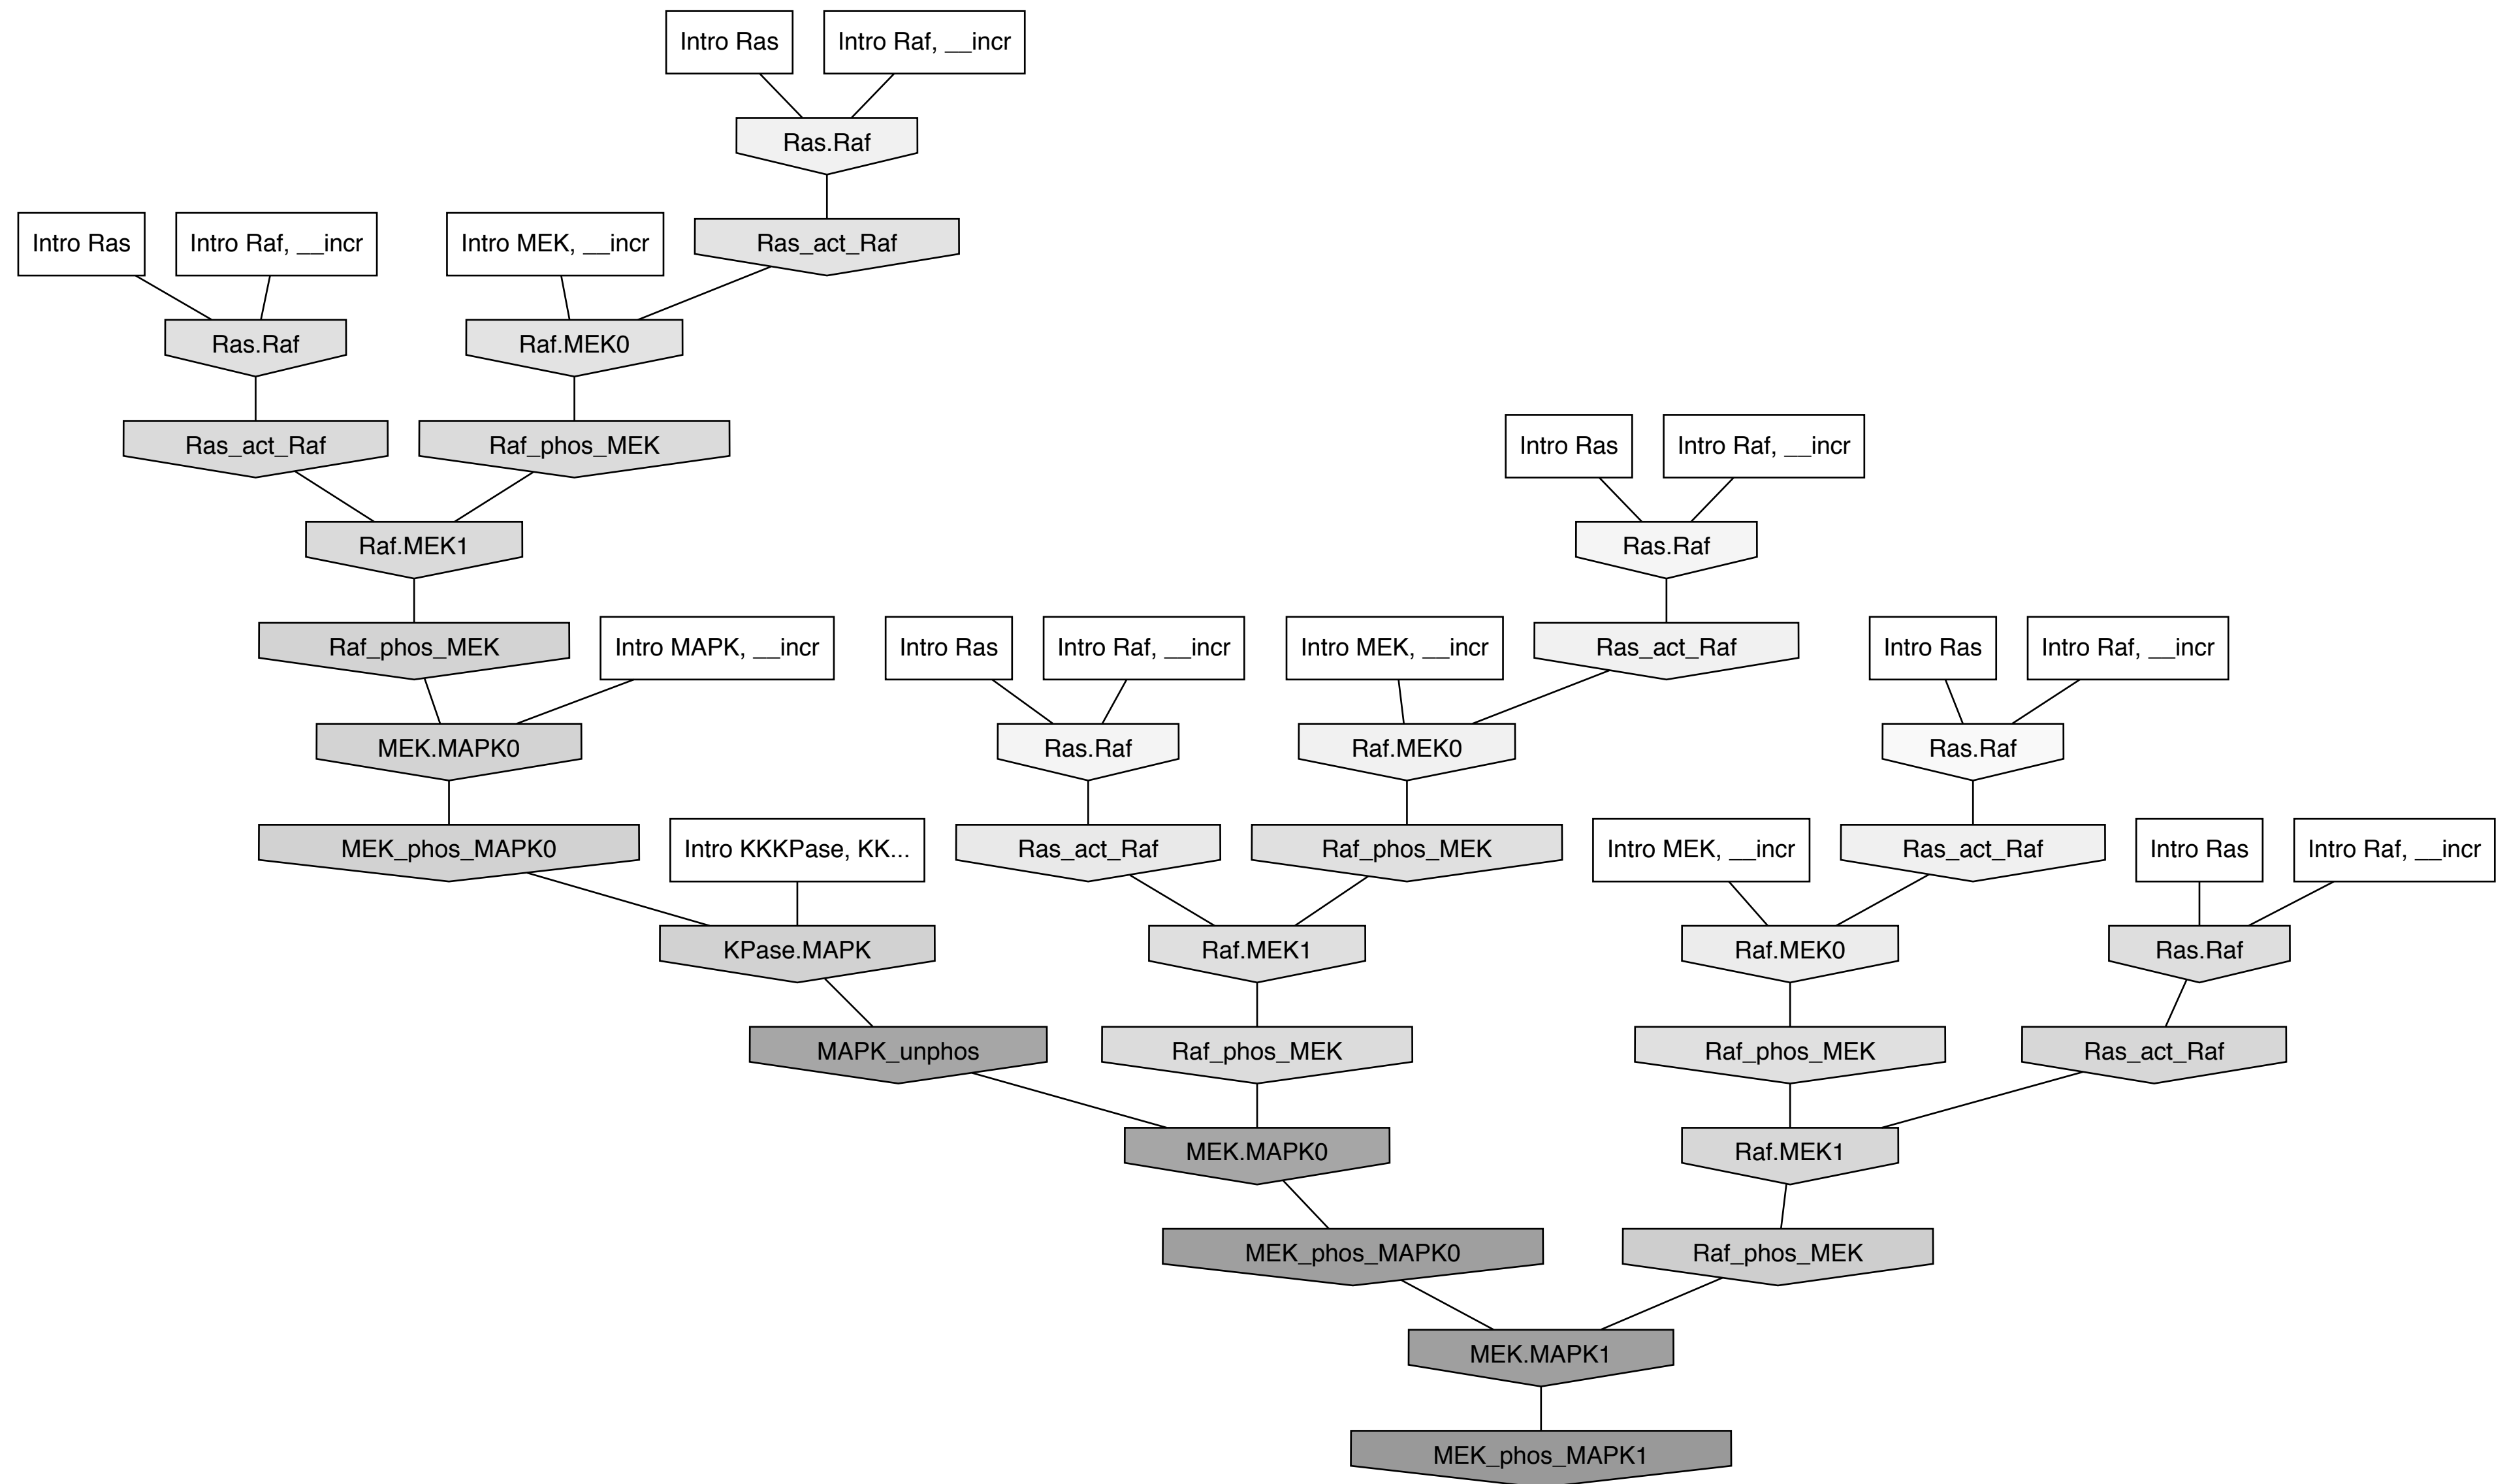 Intro Ras
Intro Raf, __incr
Ras.Raf
Intro Ras
Intro Raf, __incr
Intro MEK, __incr
Ras_act_Raf
Ras.Raf
Raf.MEK0
Ras_act_Raf
Raf_phos_MEK
Intro Ras
Intro Raf, __incr
Raf.MEK1
Ras.Raf
Raf_phos_MEK
Intro MAPK, __incr
Intro Ras
Intro Raf, __incr
Intro MEK, __incr
Ras_act_Raf
Intro Ras
Intro Raf, __incr
MEK.MAPK0
Ras.Raf
Raf.MEK0
Ras.Raf
MEK_phos_MAPK0
Intro KKKPase, KK...
Ras_act_Raf
Raf_phos_MEK
Intro MEK, __incr
Ras_act_Raf
Intro Ras
Intro Raf, __incr
KPase.MAPK
Raf.MEK1
Raf.MEK0
Ras.Raf
MAPK_unphos
Raf_phos_MEK
Raf_phos_MEK
Ras_act_Raf
MEK.MAPK0
Raf.MEK1
MEK_phos_MAPK0
Raf_phos_MEK
MEK.MAPK1
MEK_phos_MAPK1